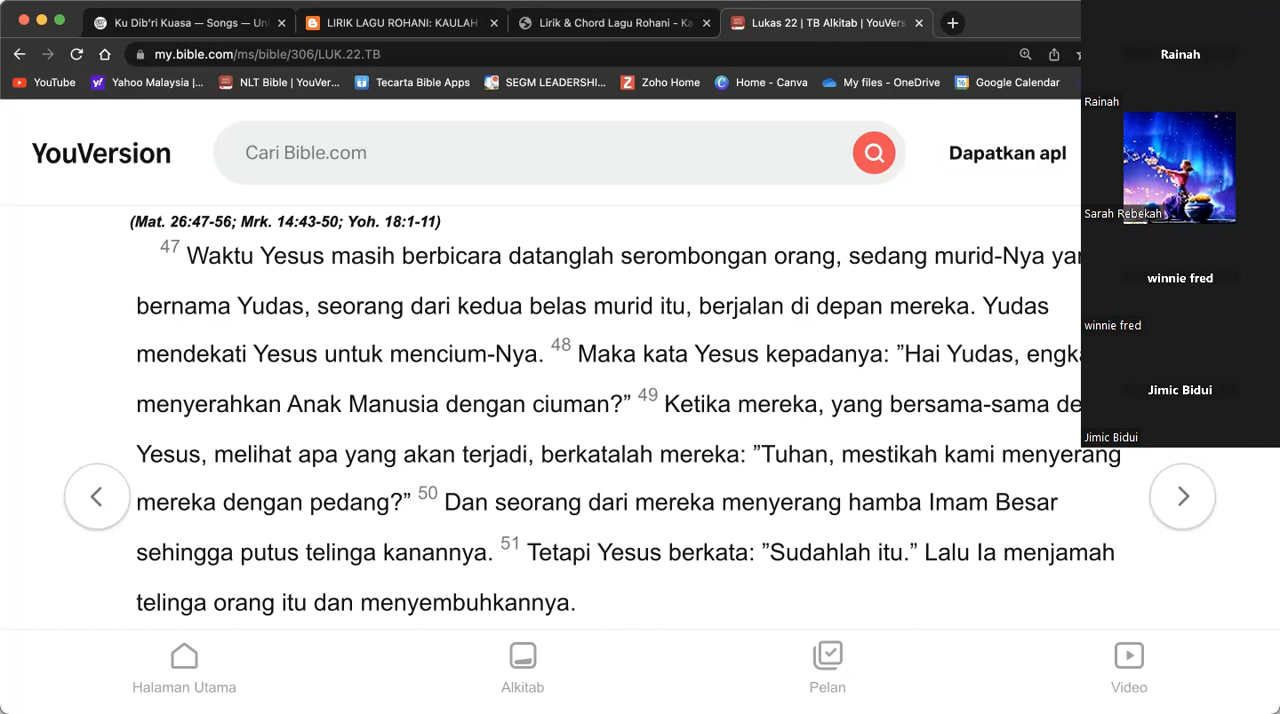 Ku Dib'ri Kuasa — Songs — Un
LIRIK LAGU ROHANI: KAULAH
Lirik & Chord Lagu Rohani - Ka
Lukas 22 | TB Alkitab | YouVers
my.bible.com/ms/bible/306/LUK.22.TB
YouTube
Yahoo Malaysia |...
NLT Bible | YouVer...
Tecarta Bible Apps
SEGM LEADERSHI...
Zoho Home
Home - Canva
My files - OneDrive
Google Calendar
YouVersion
Cari Bible.com
Dapatkan apl
(Mat. 26:47-56; Mrk. 14:43-50; Yoh. 18:1-11)
47 Waktu Yesus masih berbicara datanglah serombongan orang, sedang murid-Nya yan
bernama Yudas, seorang dari kedua belas murid itu, berjalan di depan mereka. Yudas
mendekati Yesus untuk mencium-Nya. 48 Maka kata Yesus kepadanya: ”Hai Yudas, engka
menyerahkan Anak Manusia dengan ciuman?” 49 Ketika mereka, yang bersama-sama de
Yesus, melihat apa yang akan terjadi, berkatalah mereka: ”Tuhan, mestikah kami menyerang
mereka dengan pedang?” 50 Dan seorang dari mereka menyerang hamba Imam Besar
sehingga putus telinga kanannya. 51 Tetapi Yesus berkata: ”Sudahlah itu.” Lalu Ia menjamah
telinga orang itu dan menyembuhkannya.
Halaman Utama
Alkitab
Pelan
Video
Rainah
Rainah
Sarah Rebekah
winnie fred
winnie fred
Jimic Bidui
Jimic Bidui